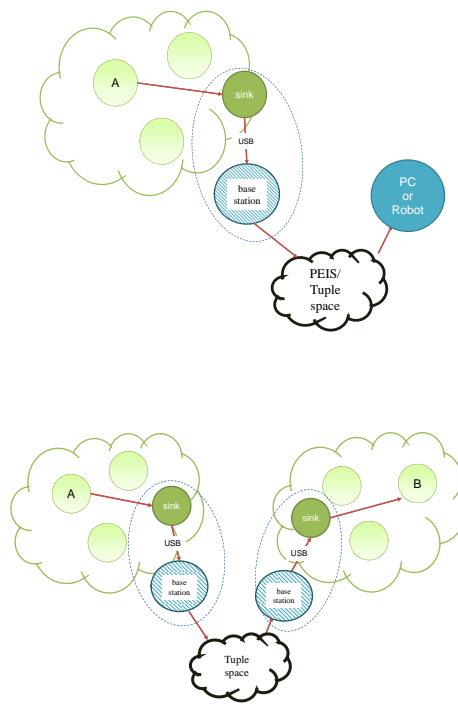 A
sink
USB
base
station
PC
or
Robot
PEIS/
Tuple
space
A
sink
USB
base
station
B
sink
USB
base
station
Tuple
space